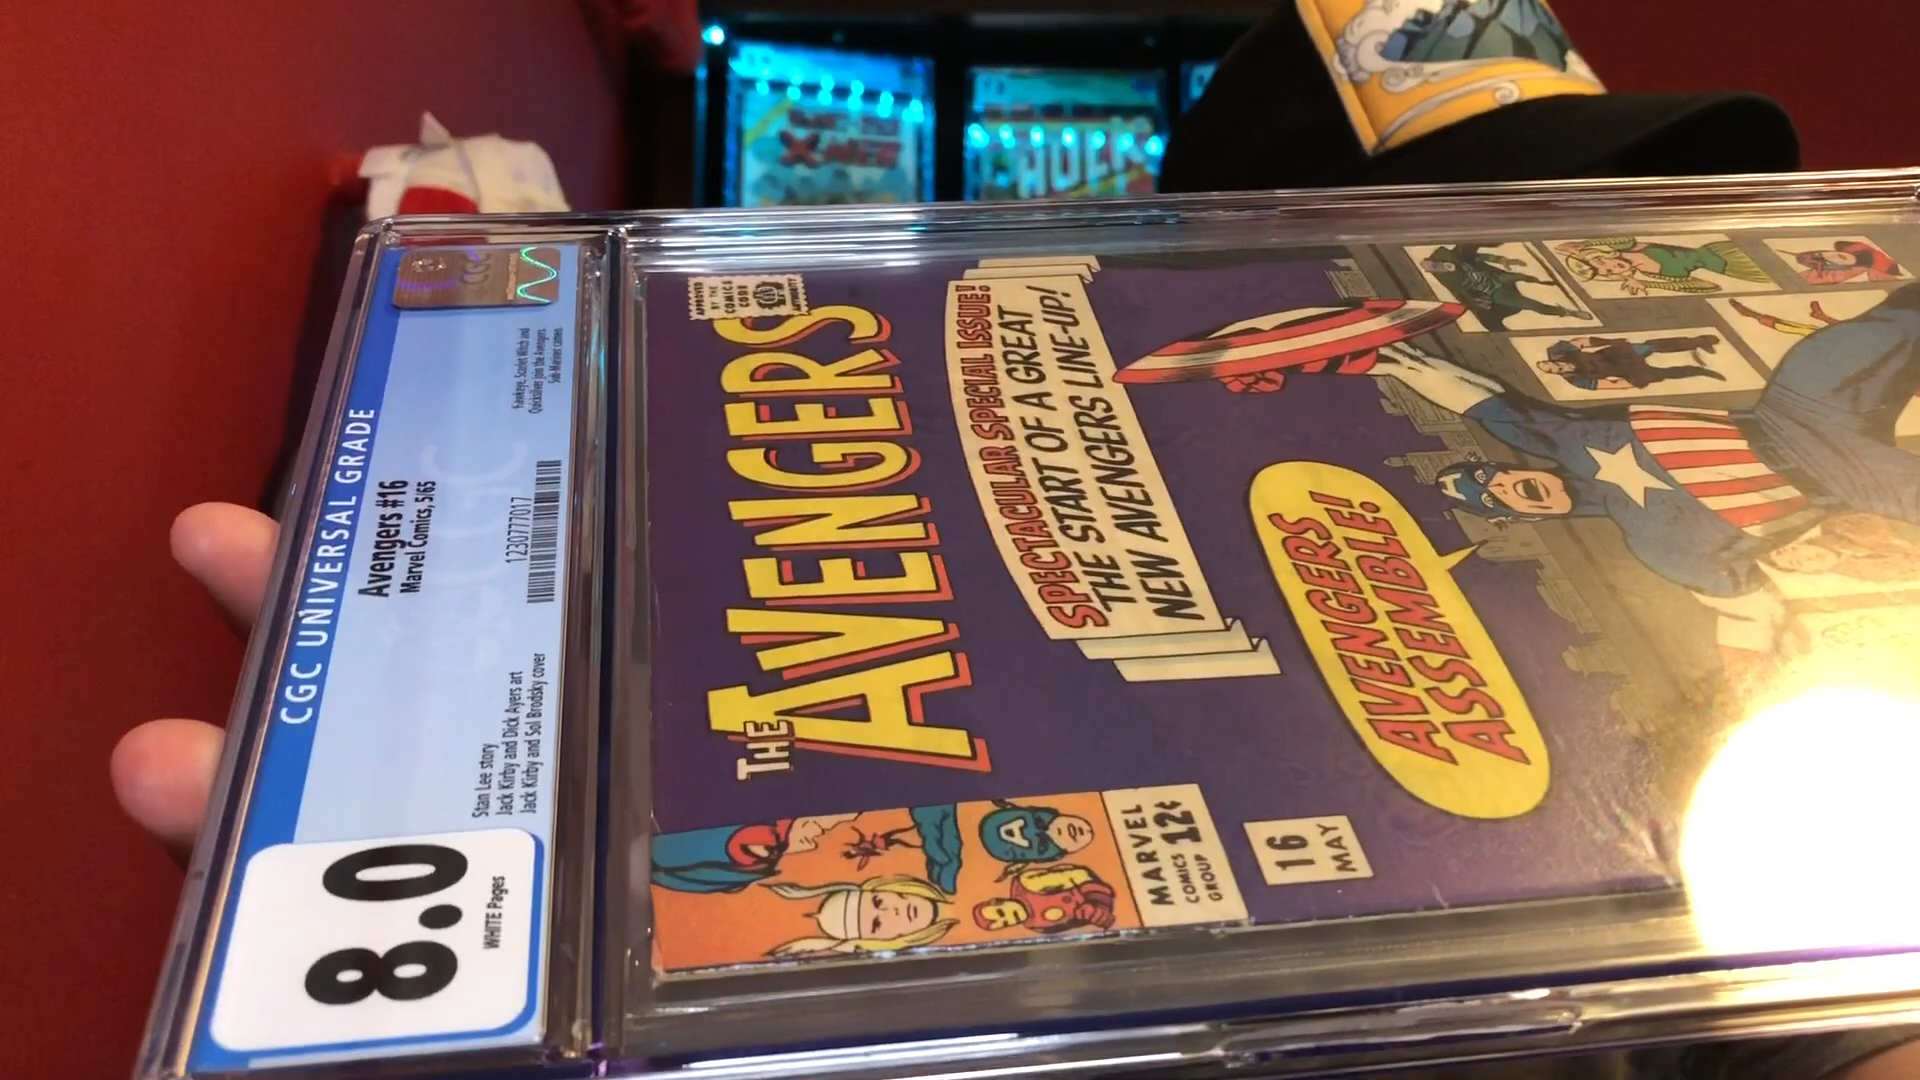 CGC UNIVERSAL GRADE
8.0
WHITE Pages
Avengers #16
Marvel Comics, 5/65
Stan Lee story
Jack Kirby and Dick Ayers art
Jack Kirby and Sol Brodsky cover
1230777017
Hawkeye, Scarlet Witch and
Quicksilver join the Avengers.
Sub-Mariner cameo.
CGC
APPROVED
BY THE
COMICS
CODE
AUTHORITY
THE
AVENGERS
SPECTACULAR SPECIAL ISSUE!
THE START OF A GREAT
NEW AVENGERS LINE-UP!
MARVEL
COMICS
GROUP
12¢
16
MAY
AVENGERS
ASSEMBLE!
A
X-MEN